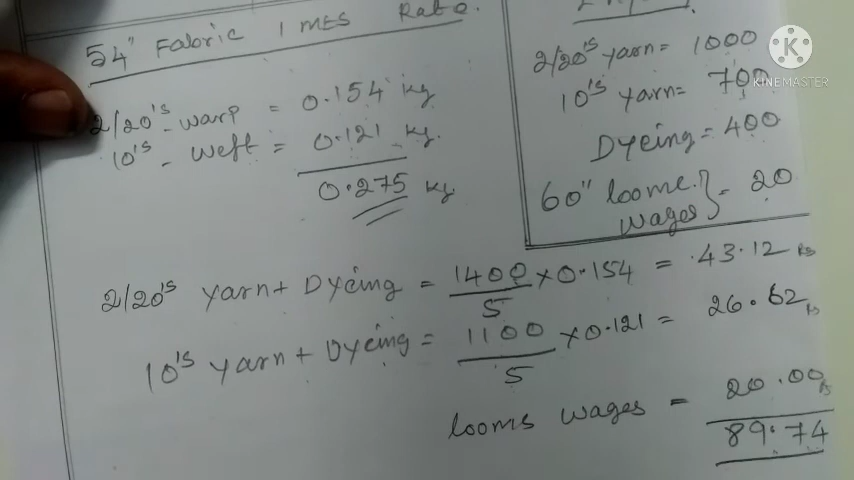 54" Fabric 1 MES Rate.
2/20'S - warp = 0.154 kg
10'S - weft = 0.121 kg.
0.275 kg.
2/20'S yarn = 1000
10'S yarn = 700
Dyeing = 400
60" loome.
wages } = 20
KINEMASTER
2/20'S yarn + Dyeing = 1400/5 x 0.154 = 43.12 Rs
10'S yarn + Dyeing = 1100/5 x 0.121 = 26.62 Rs
looms wages = 20.00 Rs
89.74